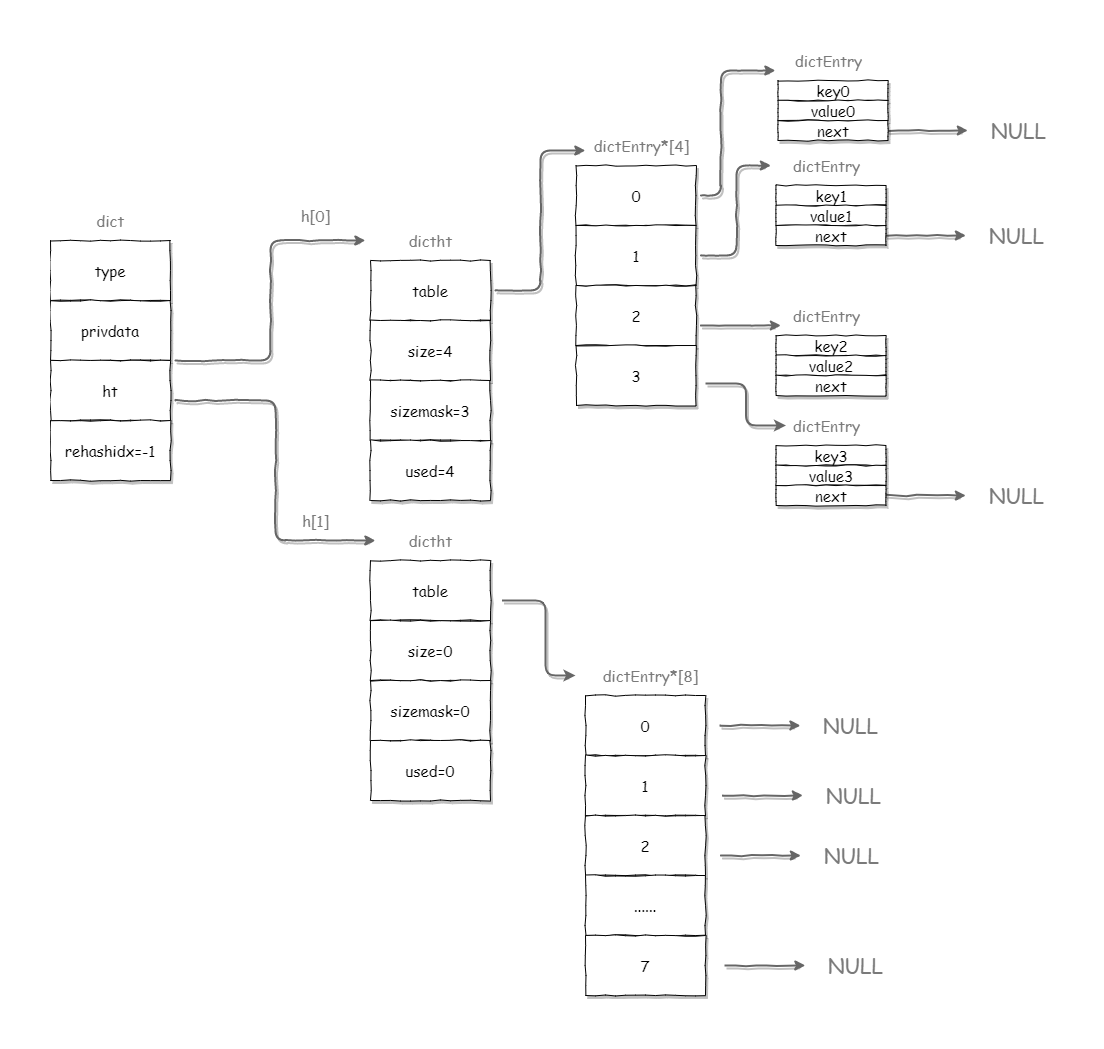 dict
type
privdata
ht
rehashidx=-1
h[0]
dictht
table
size=4
sizemask=3
used=4
dictEntry*[4]
0
1
2
3
dictEntry
key0
value0
next
NULL
dictEntry
key1
value1
next
NULL
dictEntry
key2
value2
next
dictEntry
key3
value3
next
NULL
h[1]
dictht
table
size=0
sizemask=0
used=0
dictEntry*[8]
0
NULL
1
NULL
2
NULL
......
7
NULL